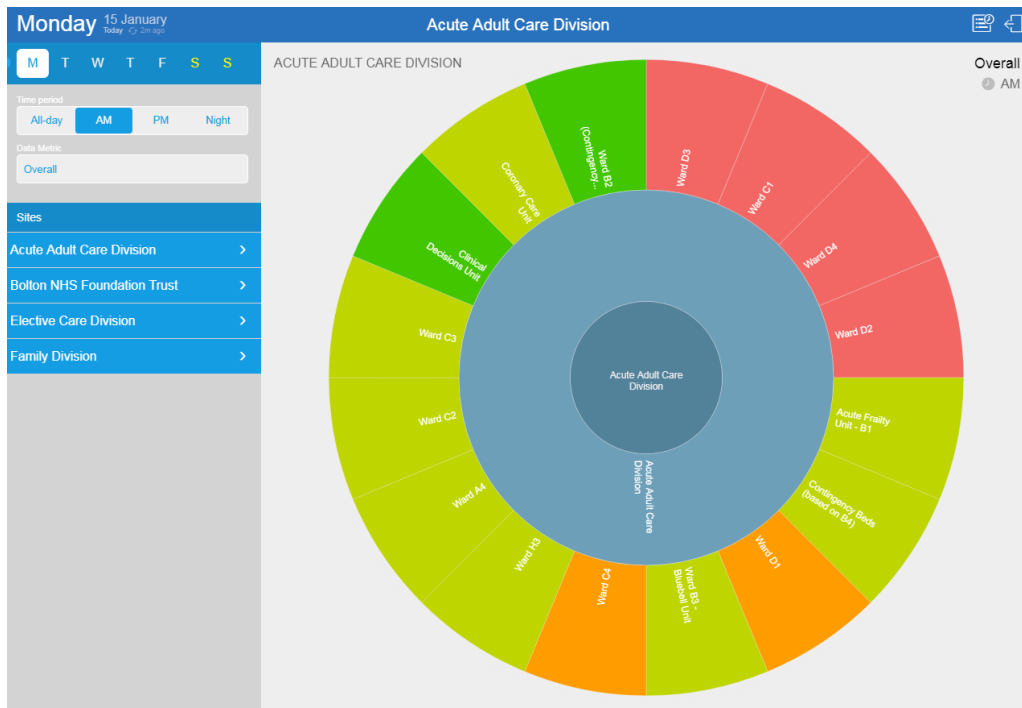 Monday
15 January
Today 2m ago
Acute Adult Care Division
M T W T F S S
Time period
All-day AM PM Night
Data Metric
Overall
Sites
Acute Adult Care Division
Bolton NHS Foundation Trust
Elective Care Division
Family Division
ACUTE ADULT CARE DIVISION
Overall
AM
Ward D3
Ward C1
Ward D4
Ward D2
Acute Frailty
Unit - B1
Contingency Beds
(based on B4)
Ward D1
Ward B3 -
Bluebell Unit
Ward C4
Ward H3
Ward A4
Ward C2
Ward C3
Clinical
Decisions Unit
Coronary Care
Unit
Ward B2
(Contingency...
Acute Adult Care
Division
Acute Adult Care
Division